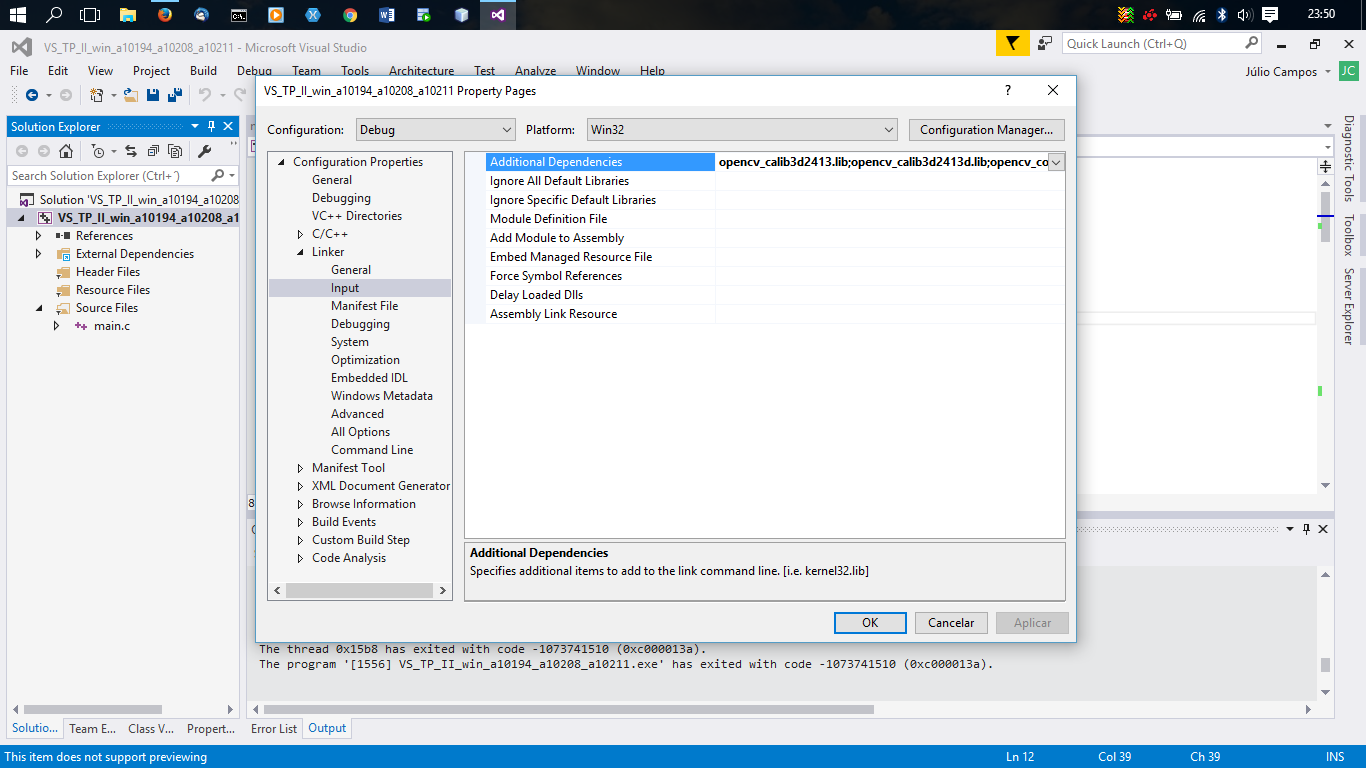 23:50
VS_TP_II_win_a10194_a10208_a10211 - Microsoft Visual Studio
Quick Launch (Ctrl+Q)
File Edit View Project Build Debug Team Tools Architecture Test Analyze Window Help
Júlio Campos JC
VS_TP_II_win_a10194_a10208_a10211 Property Pages
?
Configuration: Debug Platform: Win32 Configuration Manager...
Solution Explorer
Search Solution Explorer (Ctrl+´)
Solution 'VS_TP_II_win_a10194_a10208
VS_TP_II_win_a10194_a10208_a1
References
External Dependencies
Header Files
Resource Files
Source Files
main.c
Configuration Properties
General
Debugging
VC++ Directories
C/C++
Linker
General
Input
Manifest File
Debugging
System
Optimization
Embedded IDL
Windows Metadata
Advanced
All Options
Command Line
Manifest Tool
XML Document Generator
Browse Information
Build Events
Custom Build Step
Code Analysis
Additional Dependencies opencv_calib3d2413.lib;opencv_calib3d2413d.lib;opencv_co
Ignore All Default Libraries
Ignore Specific Default Libraries
Module Definition File
Add Module to Assembly
Embed Managed Resource File
Force Symbol References
Delay Loaded Dlls
Assembly Link Resource
Additional Dependencies
Specifies additional items to add to the link command line. [i.e. kernel32.lib]
OK Cancelar Aplicar
Diagnostic Tools
Toolbox
Server Explorer
8
The thread 0x15b8 has exited with code -1073741510 (0xc000013a).
The program '[1556] VS_TP_II_win_a10194_a10208_a10211.exe' has exited with code -1073741510 (0xc000013a).
Solutio... Team E... Class V... Propert... Error List Output
This item does not support previewing Ln 12 Col 39 Ch 39 INS